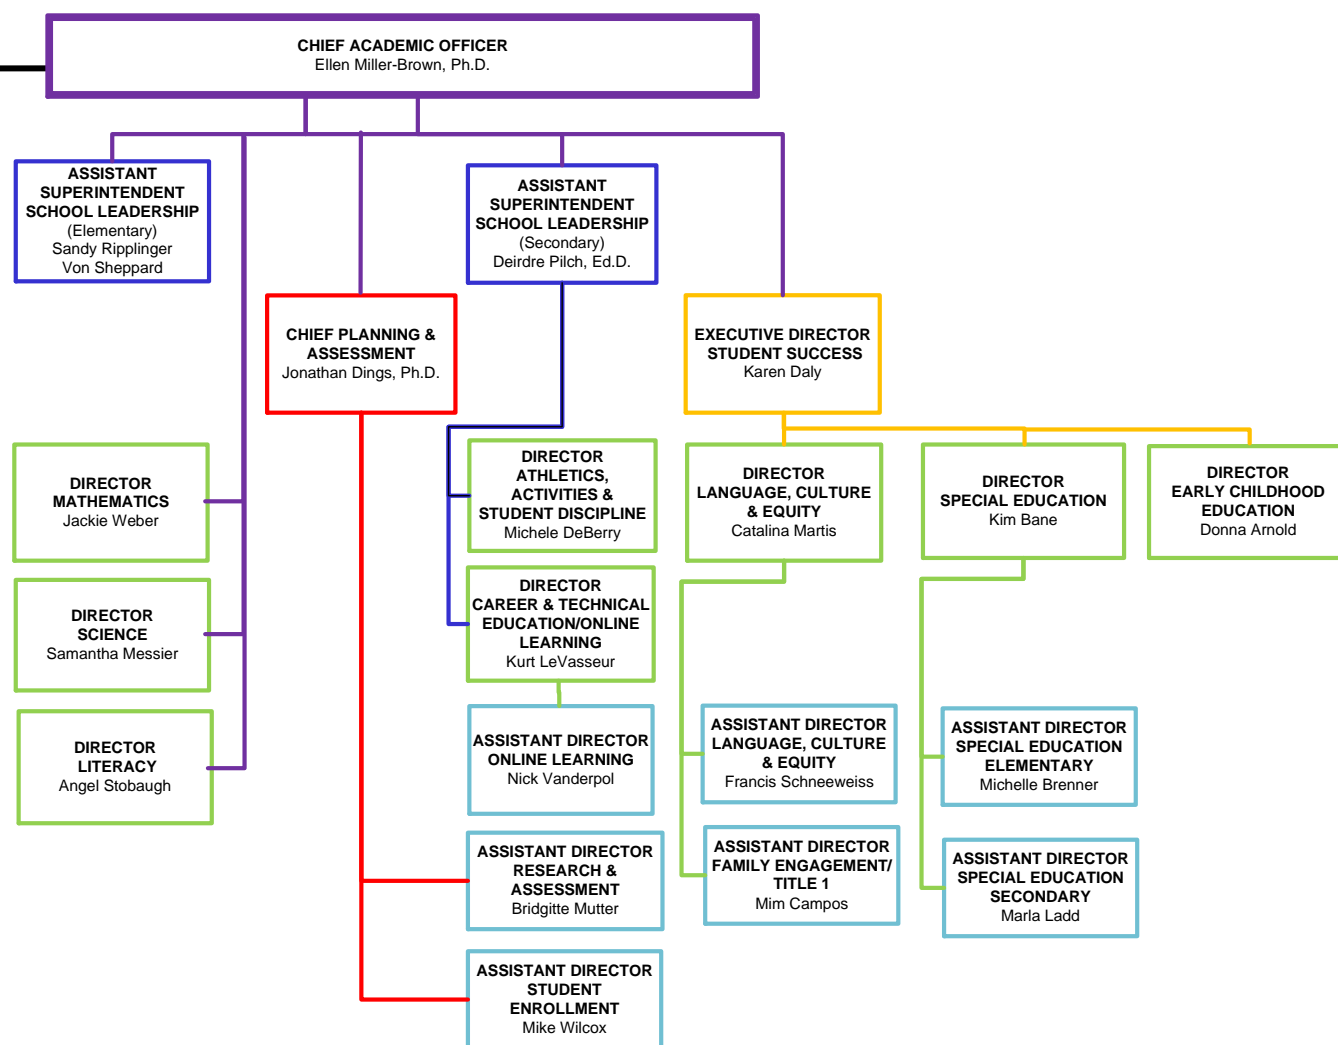 CHIEF ACADEMIC OFFICER
Ellen Miller-Brown, Ph.D.
ASSISTANT
SUPERINTENDENT
SCHOOL LEADERSHIP
(Elementary)
Sandy Ripplinger
Von Sheppard
ASSISTANT
SUPERINTENDENT
SCHOOL LEADERSHIP
(Secondary)
Deirdre Pilch, Ed.D.
CHIEF PLANNING &
ASSESSMENT
Jonathan Dings, Ph.D.
EXECUTIVE DIRECTOR
STUDENT SUCCESS
Karen Daly
DIRECTOR
MATHEMATICS
Jackie Weber
DIRECTOR
ATHLETICS,
ACTIVITIES &
STUDENT DISCIPLINE
Michele DeBerry
DIRECTOR
LANGUAGE, CULTURE
& EQUITY
Catalina Martis
DIRECTOR
SPECIAL EDUCATION
Kim Bane
DIRECTOR
EARLY CHILDHOOD
EDUCATION
Donna Arnold
DIRECTOR
SCIENCE
Samantha Messier
DIRECTOR
CAREER & TECHNICAL
EDUCATION/ONLINE
LEARNING
Kurt LeVasseur
DIRECTOR
LITERACY
Angel Stobaugh
ASSISTANT DIRECTOR
ONLINE LEARNING
Nick Vanderpol
ASSISTANT DIRECTOR
LANGUAGE, CULTURE
& EQUITY
Francis Schneeweiss
ASSISTANT DIRECTOR
SPECIAL EDUCATION
ELEMENTARY
Michelle Brenner
ASSISTANT DIRECTOR
RESEARCH &
ASSESSMENT
Bridgitte Mutter
ASSISTANT DIRECTOR
FAMILY ENGAGEMENT/
TITLE 1
Mim Campos
ASSISTANT DIRECTOR
SPECIAL EDUCATION
SECONDARY
Marla Ladd
ASSISTANT DIRECTOR
STUDENT
ENROLLMENT
Mike Wilcox